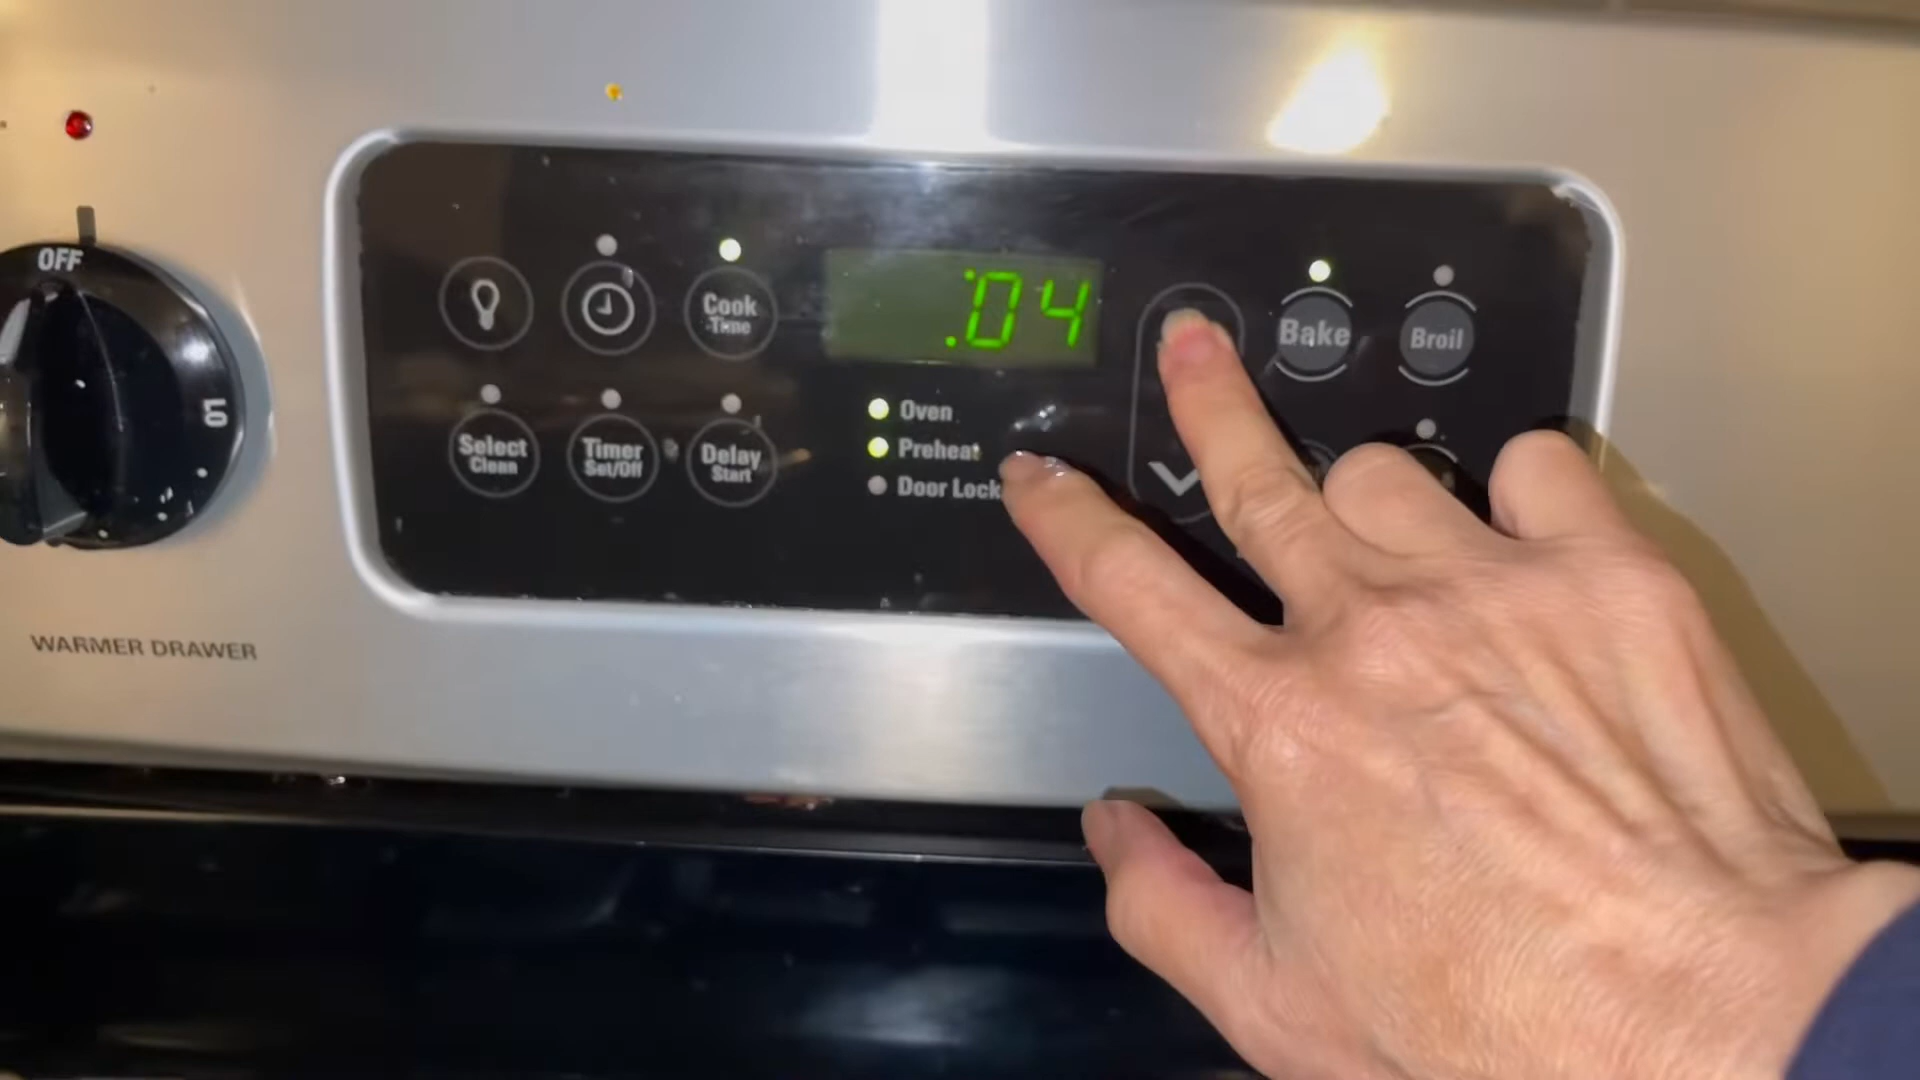 OFF
LO
WARMER DRAWER
Cook
Time
:04
Bake
Broil
Select
Clean
Timer
Set/Off
Delay
Start
Oven
Preheat
Door Lock